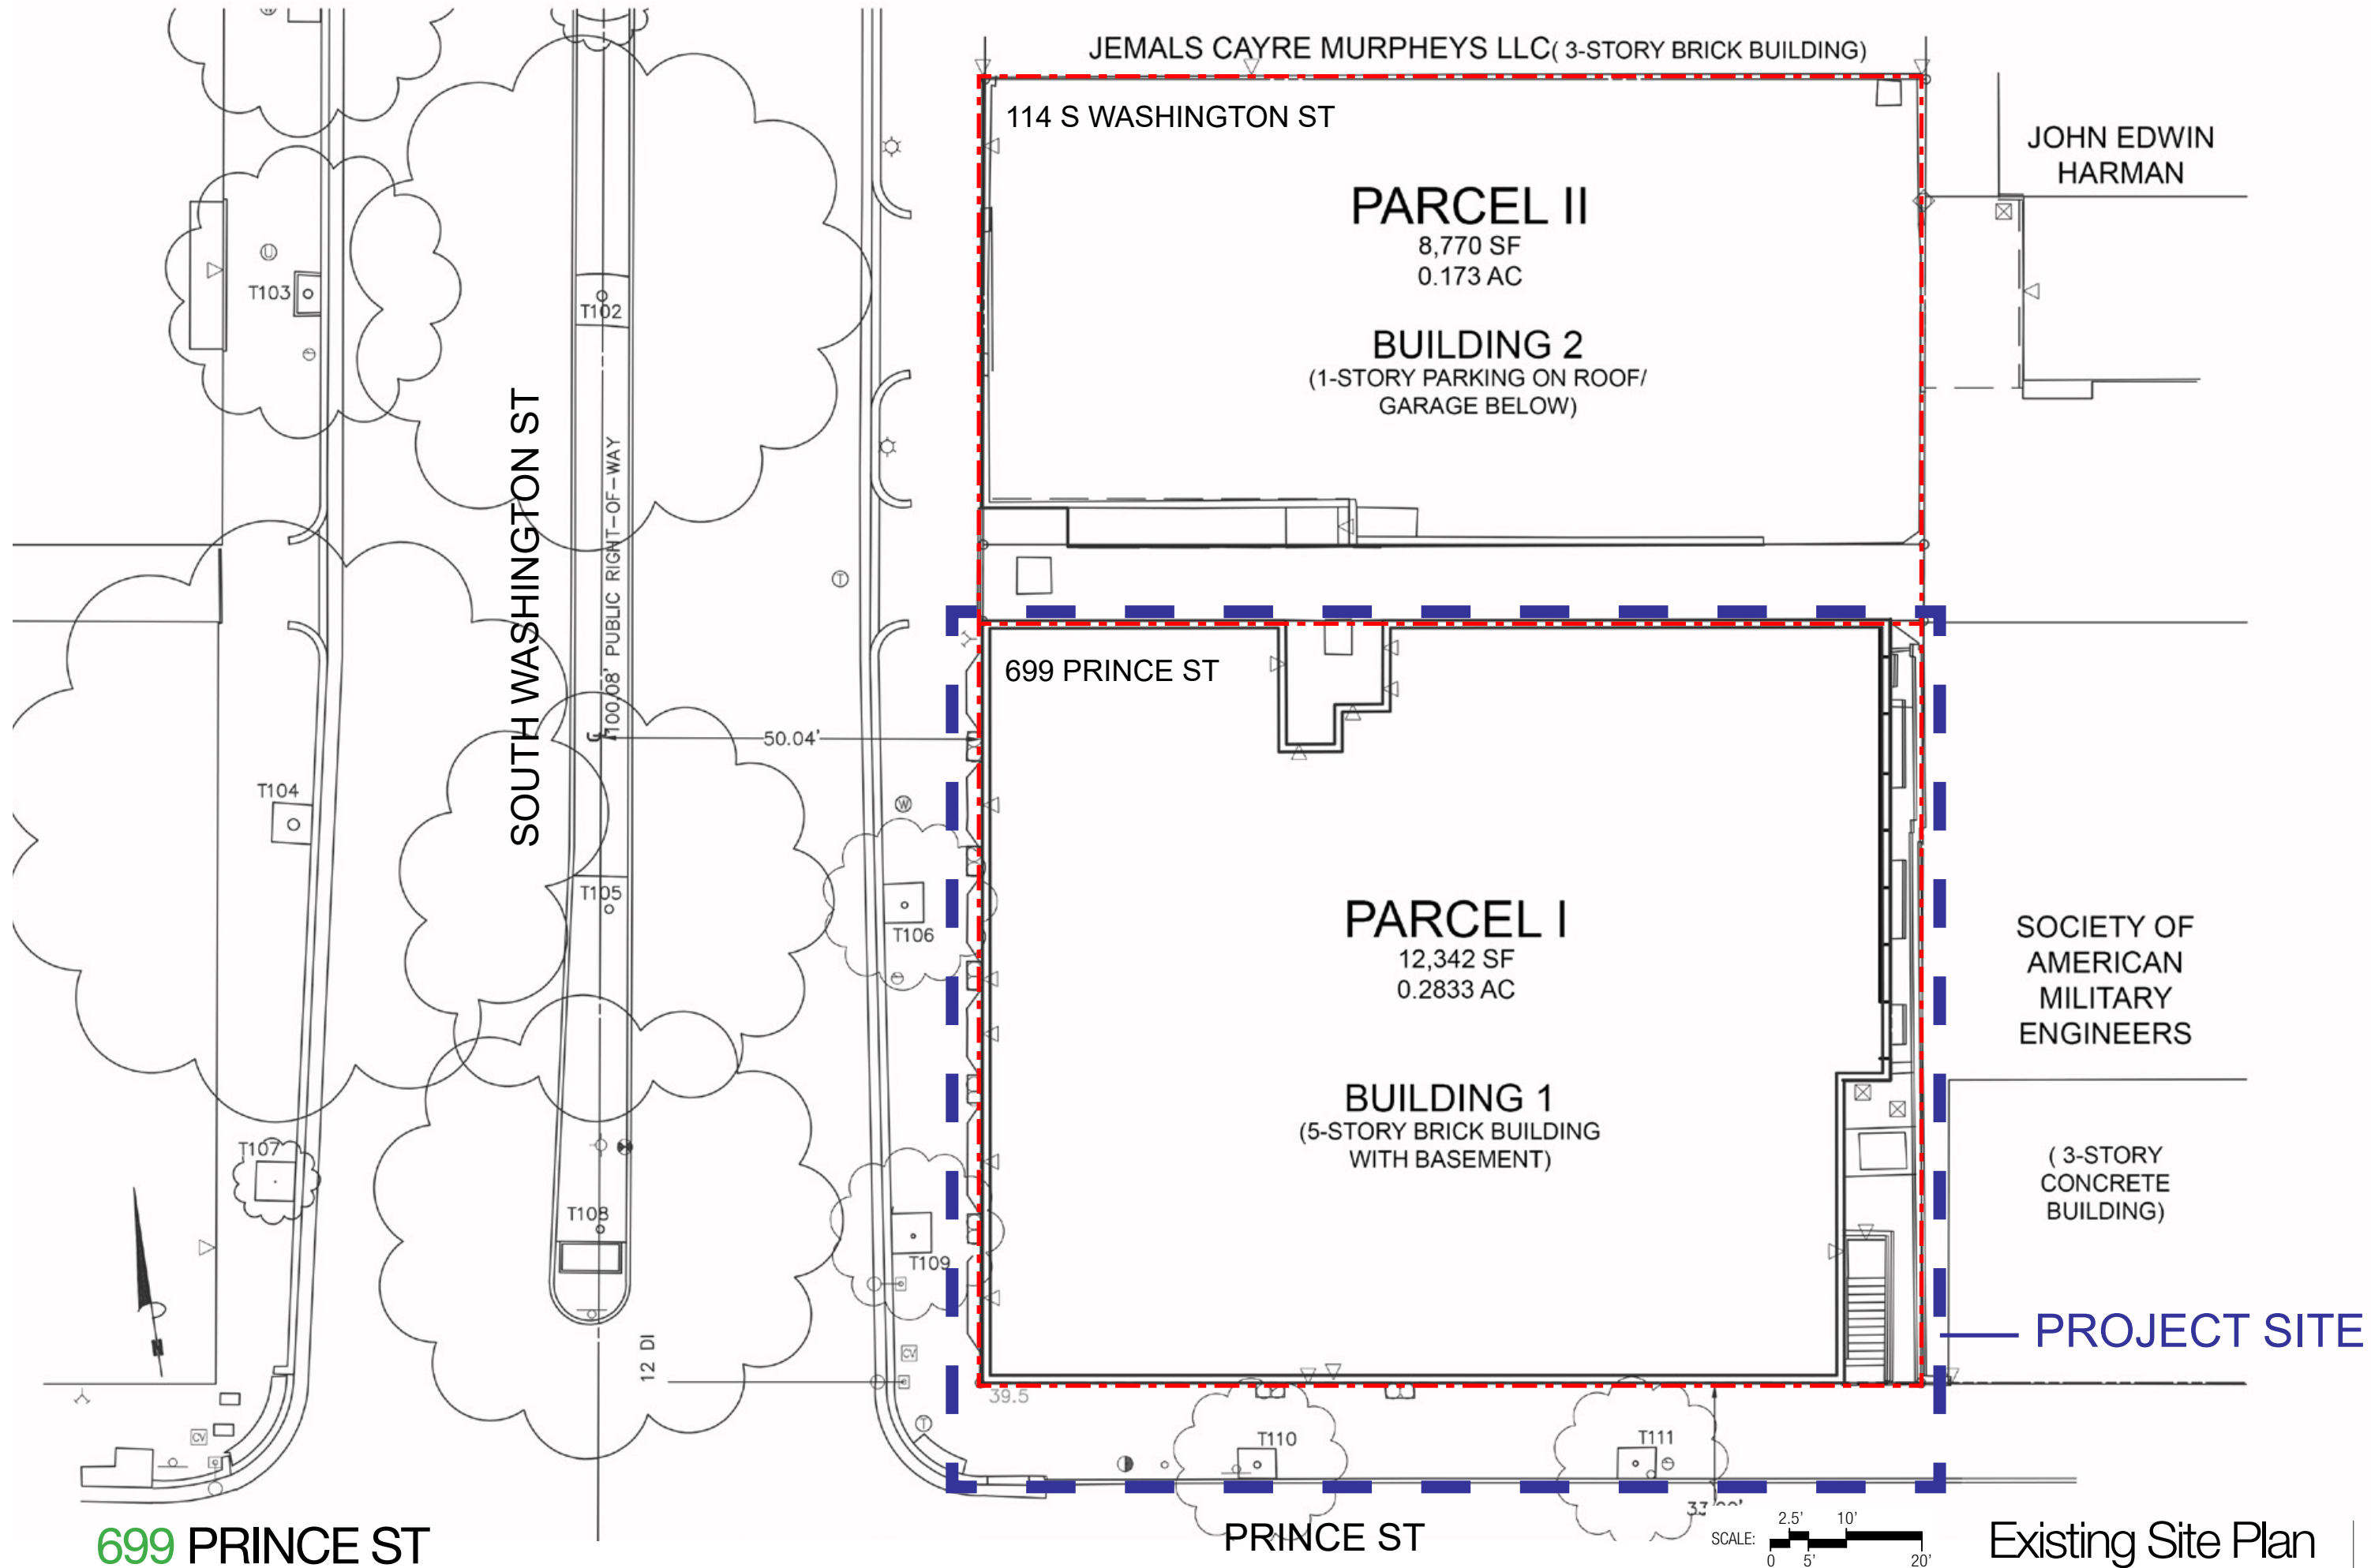 JEMALS CAYRE MURPHEYS LLC( 3-STORY BRICK BUILDING)
114 S WASHINGTON ST
JOHN EDWIN
HARMAN
PARCEL II
8,770 SF
0.173 AC
BUILDING 2
(1-STORY PARKING ON ROOF/
GARAGE BELOW)
U
T103
T102
SOUTH WASHINGTON ST
100.08' PUBLIC RIGHT-OF-WAY
T
699 PRINCE ST
50.04'
T104
W
T105
T106
PARCEL I
12,342 SF
0.2833 AC
SOCIETY OF
AMERICAN
MILITARY
ENGINEERS
BUILDING 1
(5-STORY BRICK BUILDING
WITH BASEMENT)
T107
( 3-STORY
CONCRETE
BUILDING)
T108
T109
N
PROJECT SITE
12 DI
CV
39.5
T
CV
T110
T111
699 PRINCE ST
PRINCE ST
SCALE:
2.5' 10'
0 5' 20'
Existing Site Plan